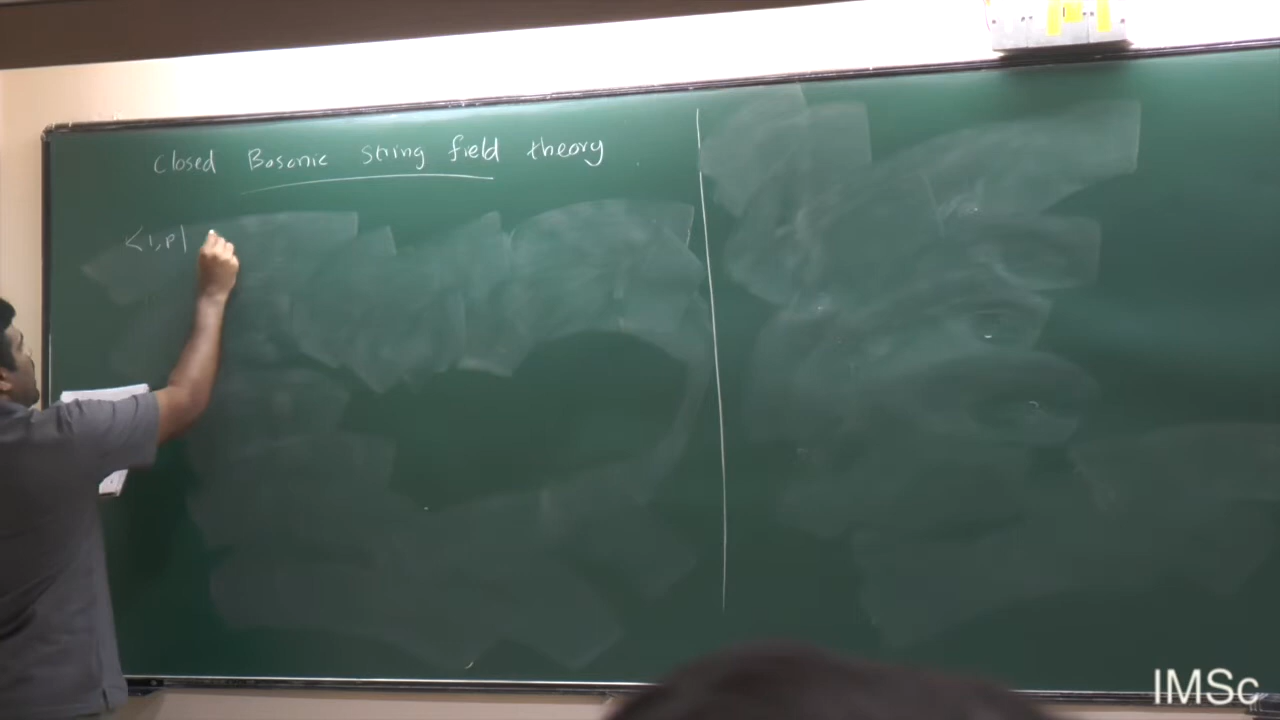 Closed Bosonic string field theory
<1,p|
IMSc